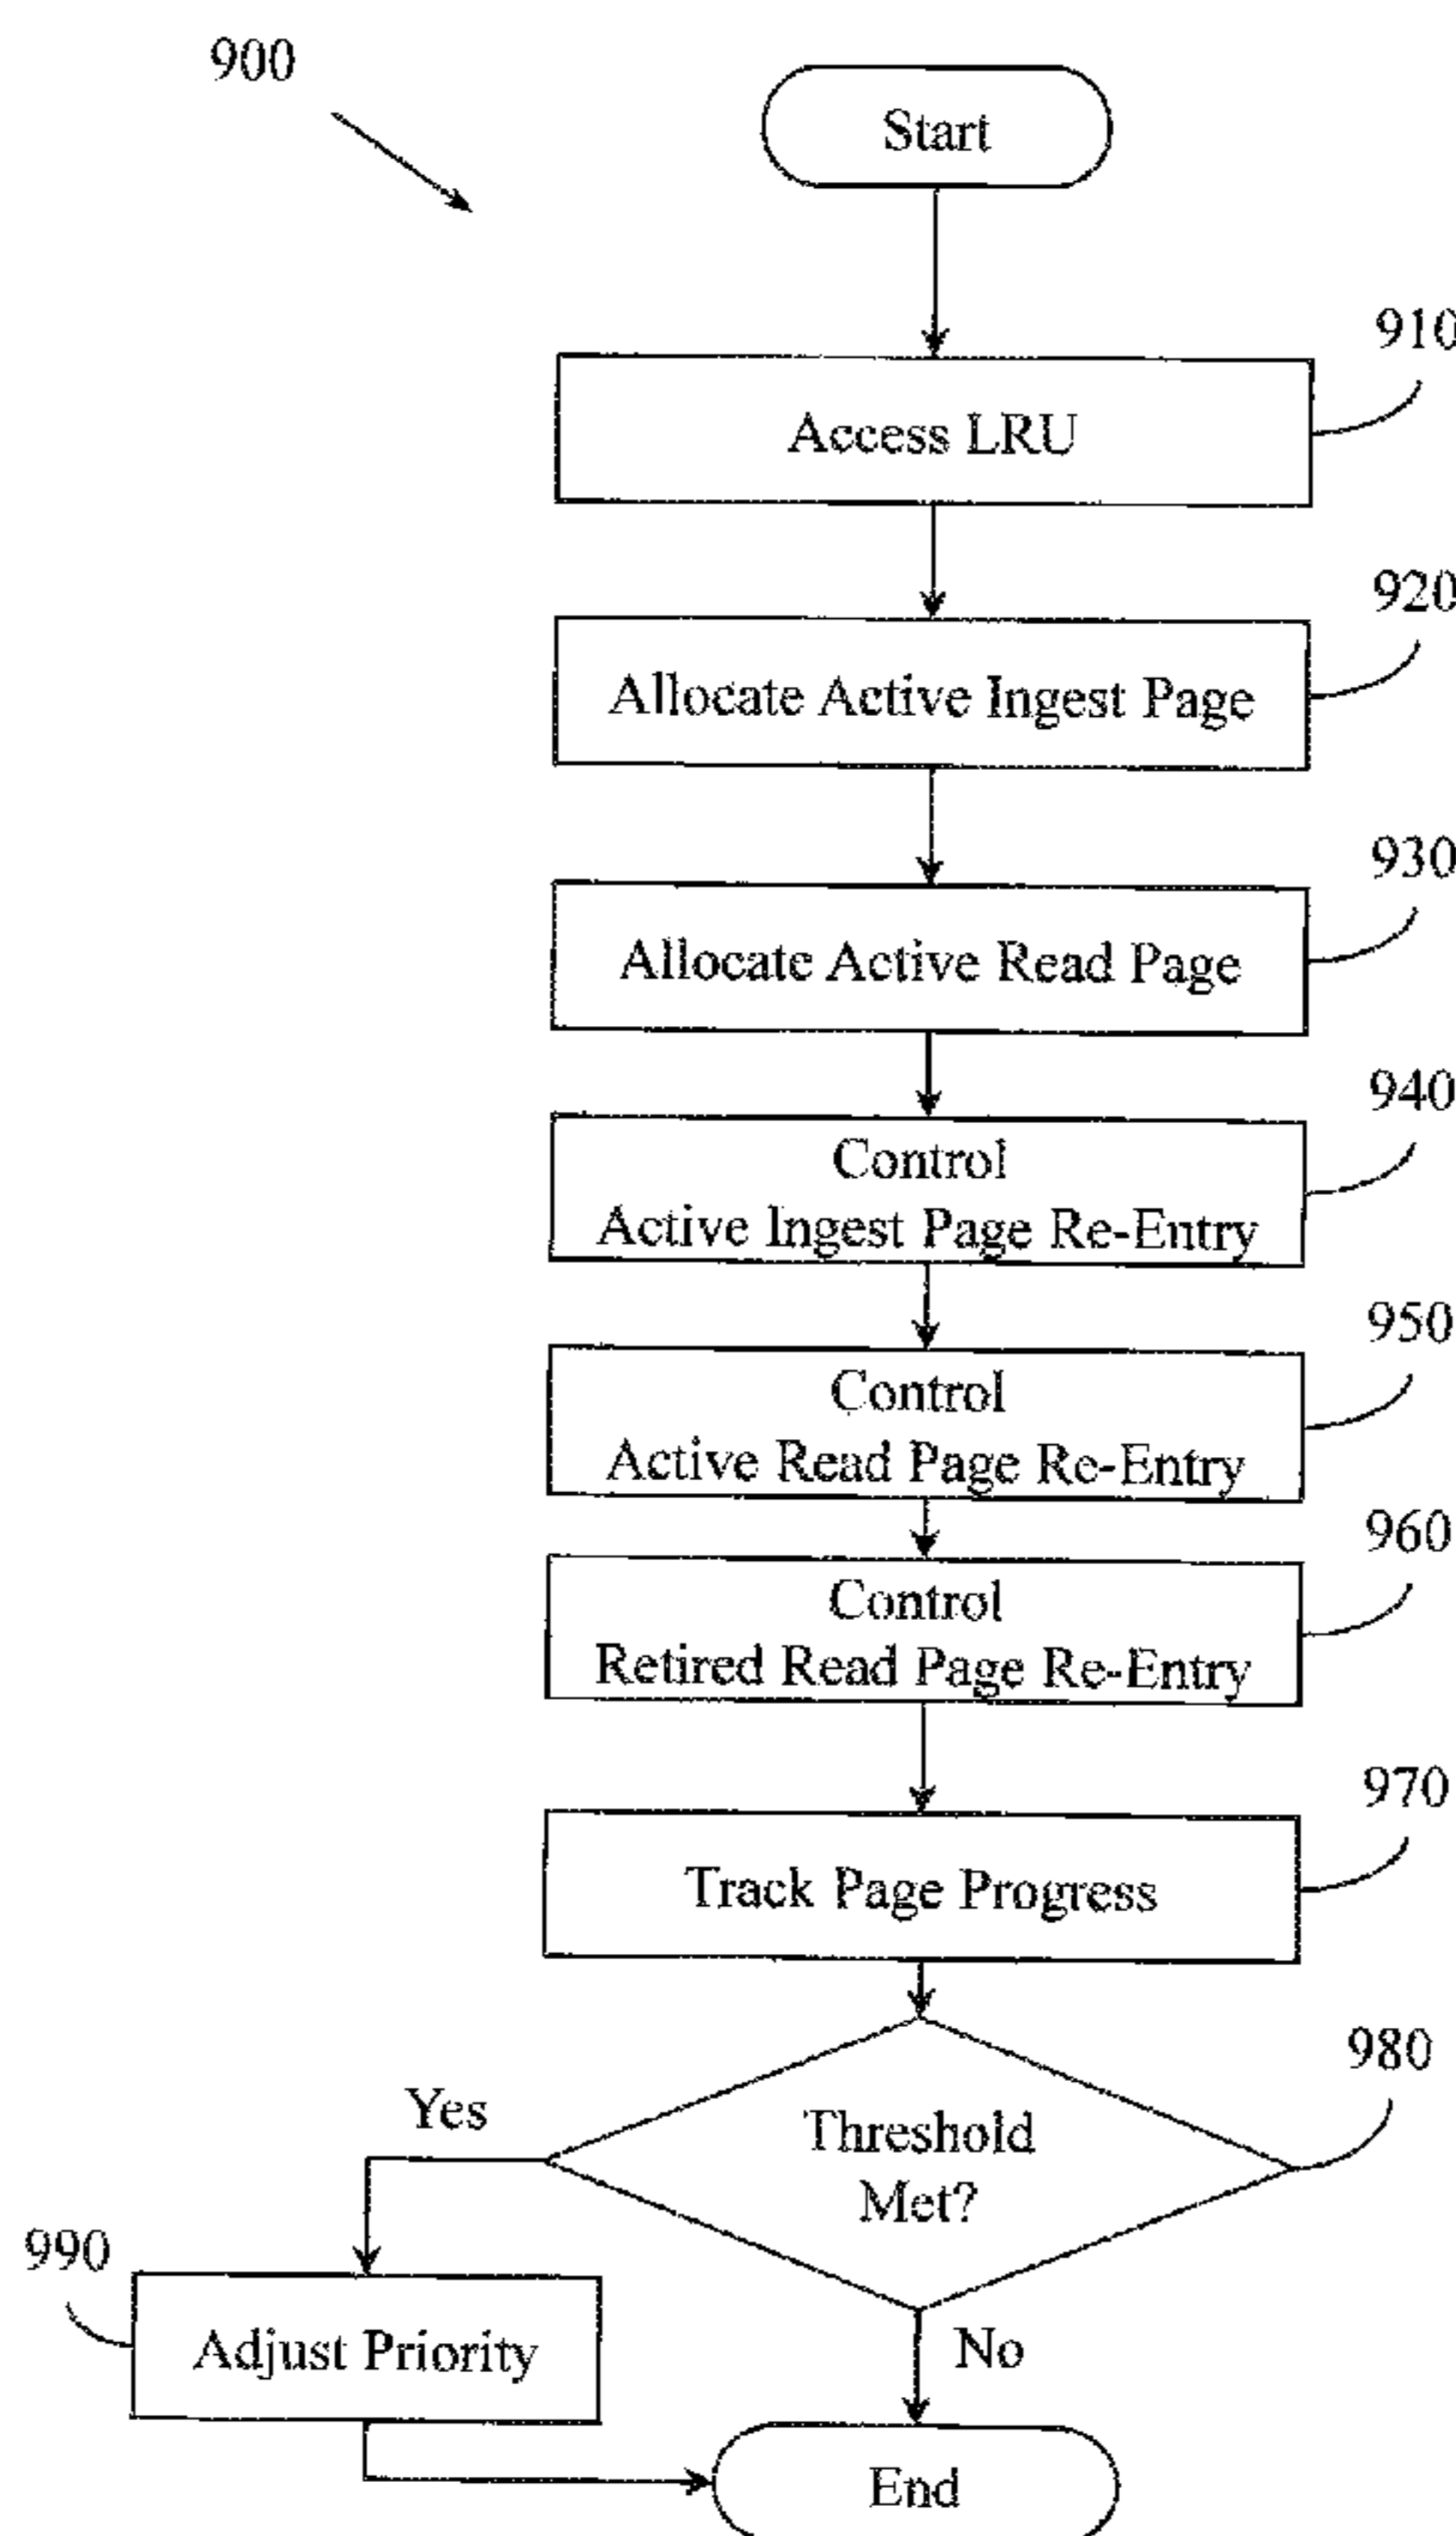 900
Start
910
Access LRU
920
Allocate Active Ingest Page
930
Allocate Active Read Page
940
Control
Active Ingest Page Re-Entry
950
Control
Active Read Page Re-Entry
960
Control
Retired Read Page Re-Entry
970
Track Page Progress
980
Yes
Threshold
Met?
990
Adjust Priority
No
End